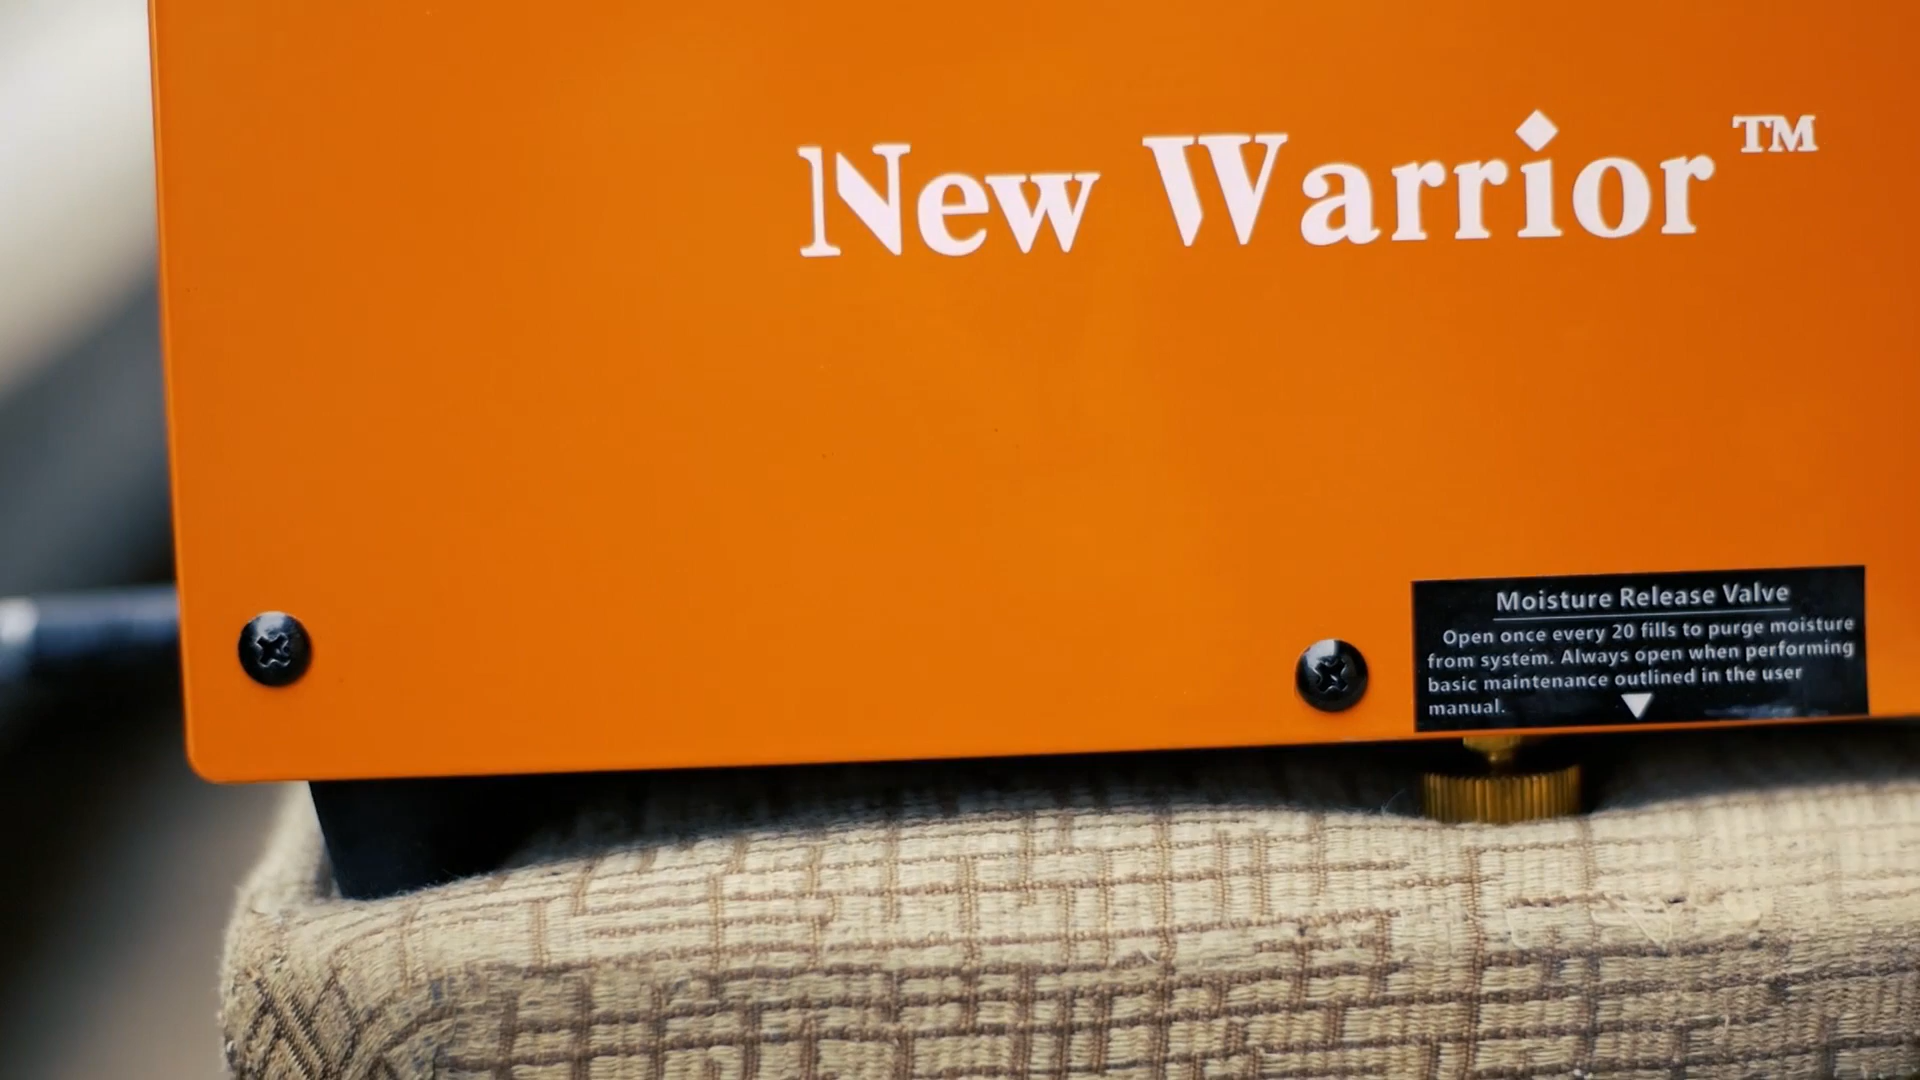 New Warrior™
Moisture Release Valve
Open once every 20 fills to purge moisture
from system. Always open when performing
basic maintenance outlined in the user
manual.